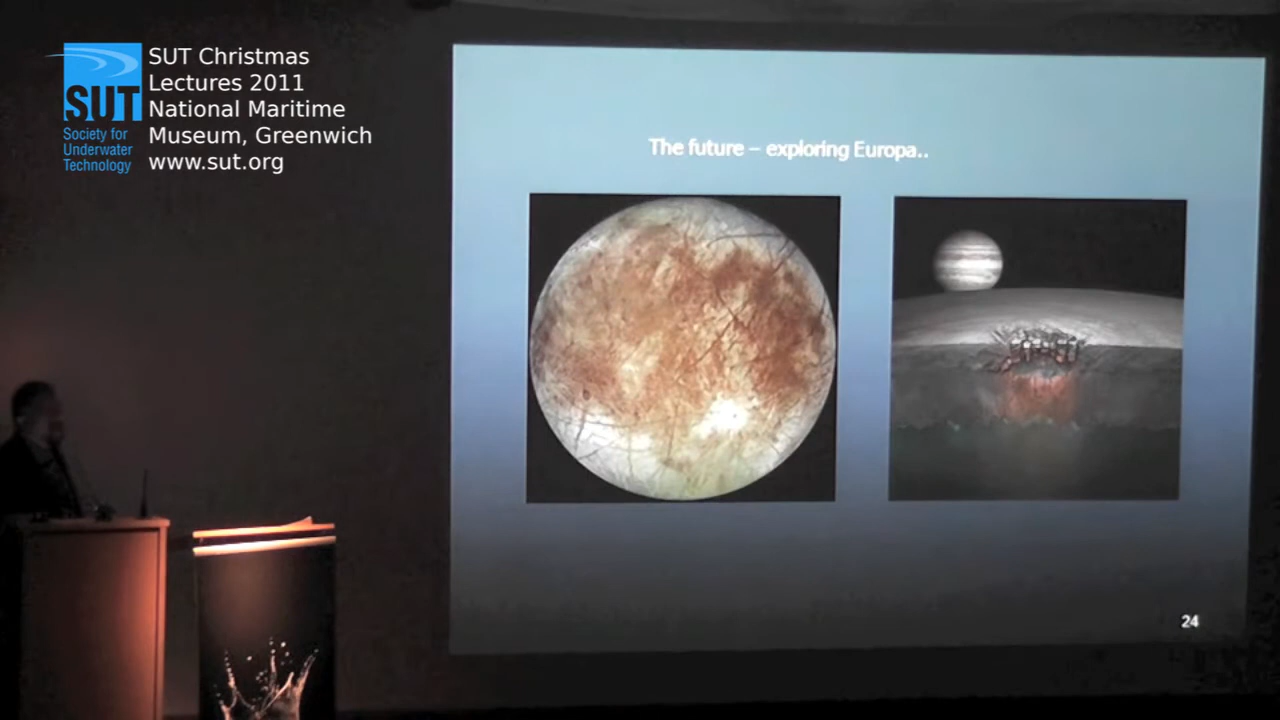 SUT Christmas
Lectures 2011
National Maritime
Museum, Greenwich
www.sut.org
SUT
Society for
Underwater
Technology
The future – exploring Europa..
24